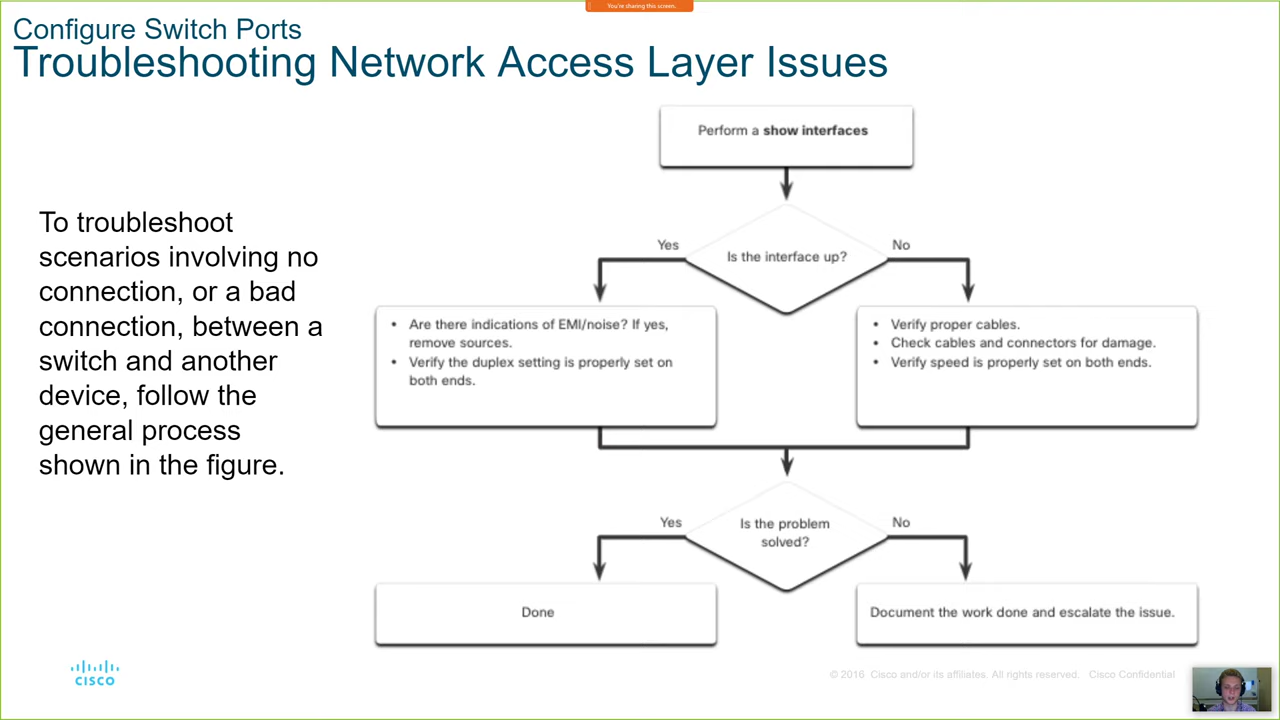 You're sharing this screen.
Configure Switch Ports
Troubleshooting Network Access Layer Issues
Perform a show interfaces
To troubleshoot
scenarios involving no
connection, or a bad
connection, between a
switch and another
device, follow the
general process
shown in the figure.
Yes
Is the interface up?
No
• Are there indications of EMI/noise? If yes,
remove sources.
• Verify the duplex setting is properly set on
both ends.
• Verify proper cables.
• Check cables and connectors for damage.
• Verify speed is properly set on both ends.
Yes
Is the problem
solved?
No
Done
Document the work done and escalate the issue.
CISCO
© 2016 Cisco and/or its affiliates. All rights reserved. Cisco Confidential